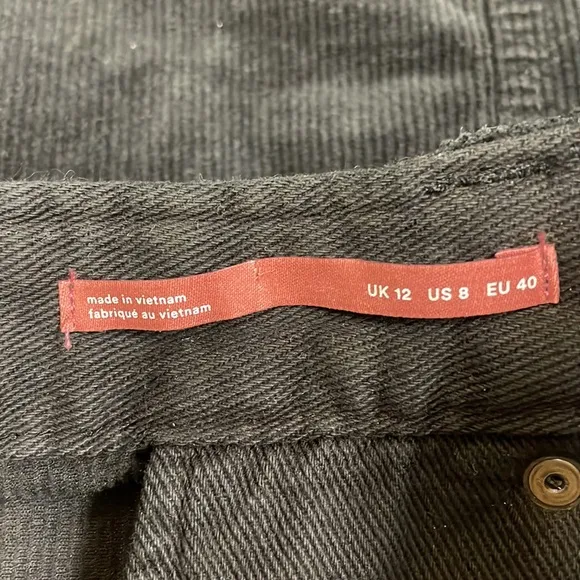 made in vietnam
fabriqué au vietnam
UK 12 US 8 EU 40